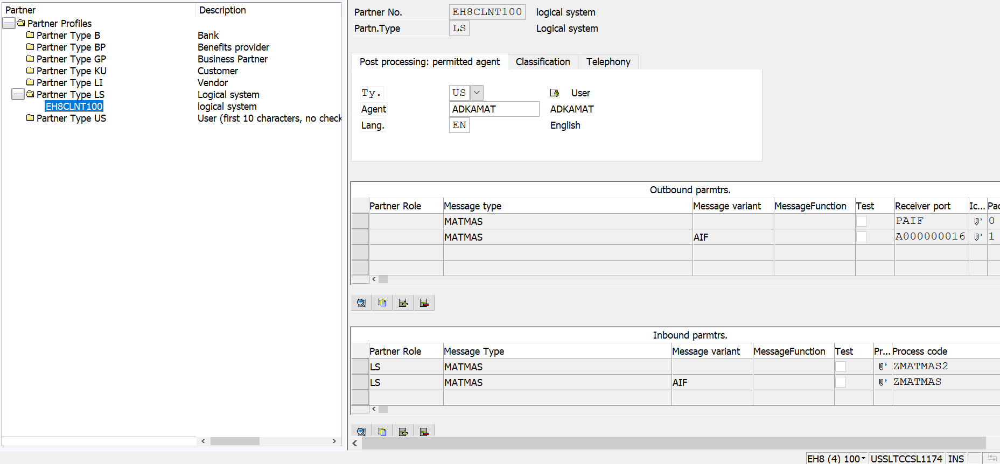 Partner Description
Partner Profiles
Partner Type B Bank
Partner Type BP Benefits provider
Partner Type GP Business Partner
Partner Type KU Customer
Partner Type LI Vendor
Partner Type LS Logical system
EH8CLNT100 logical system
Partner Type US User (first 10 characters, no check
Partner No. EH8CLNT100 logical system
Partn.Type LS Logical system
Post processing: permitted agent Classification Telephony
Ty. US User
Agent ADKAMAT ADKAMAT
Lang. EN English
Outbound parmtrs.
Partner Role Message type Message variant MessageFunction Test Receiver port Ic... Pac
MATMAS PAIF 0
MATMAS AIF A000000016 1
Inbound parmtrs.
Partner Role Message Type Message variant MessageFunction Test Pr... Process code
LS MATMAS ZMATMAS2
LS MATMAS AIF ZMATMAS
EH8 (4) 100 USSLTCCSL1174 INS